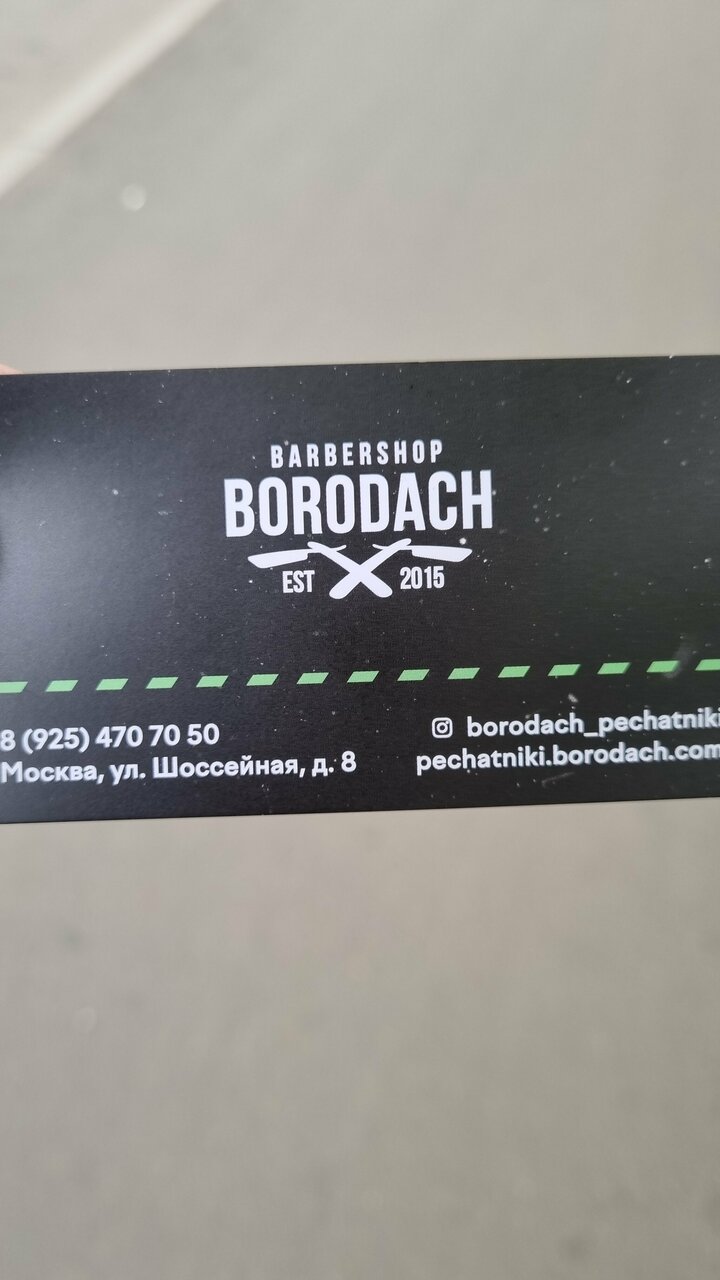 BARBERSHOP
BORODACH
EST 2015
8 (925) 470 70 50
Москва, ул. Шоссейная, д. 8
borodach_pechatniki
pechatniki.borodach.com